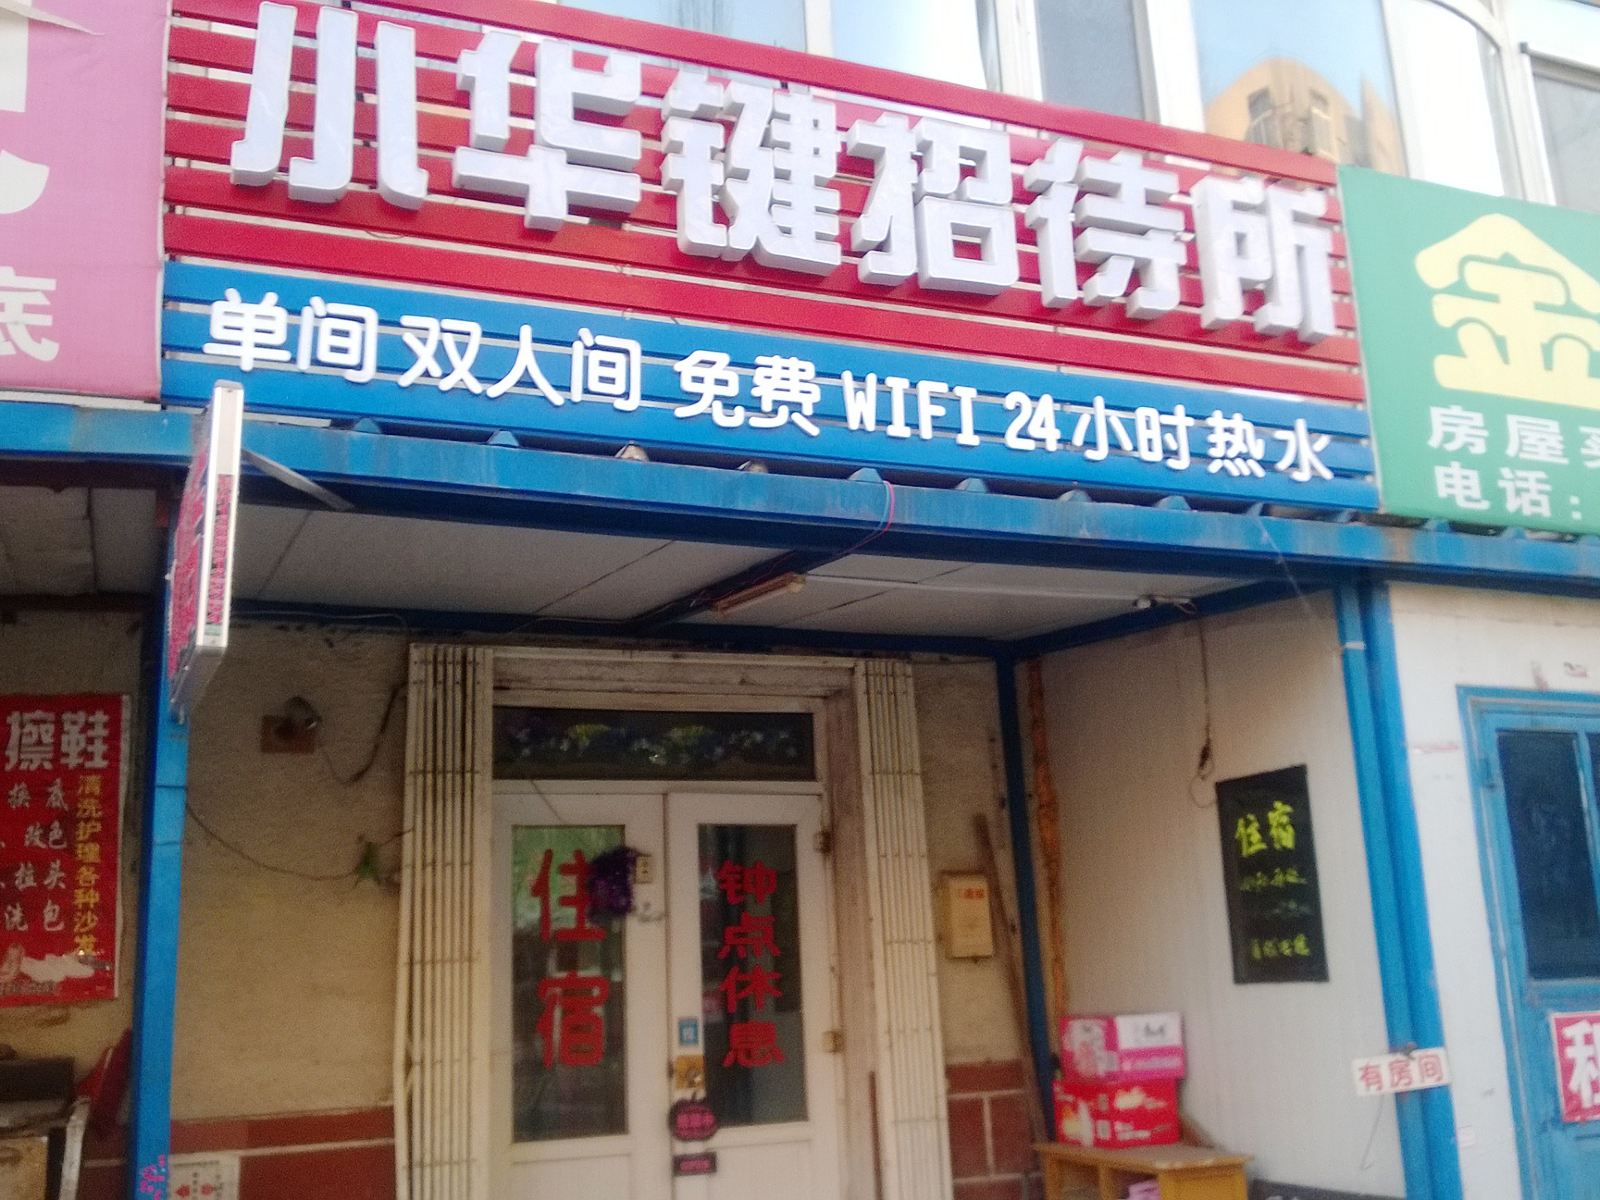 小华键招待所
单间 双人间 免费 WIFI 24小时 热水
底
房屋
电话:
擦鞋
换底
改色
拉头
洗包
清洗护理各种沙发
住宿
钟点休息
住宿
有房间